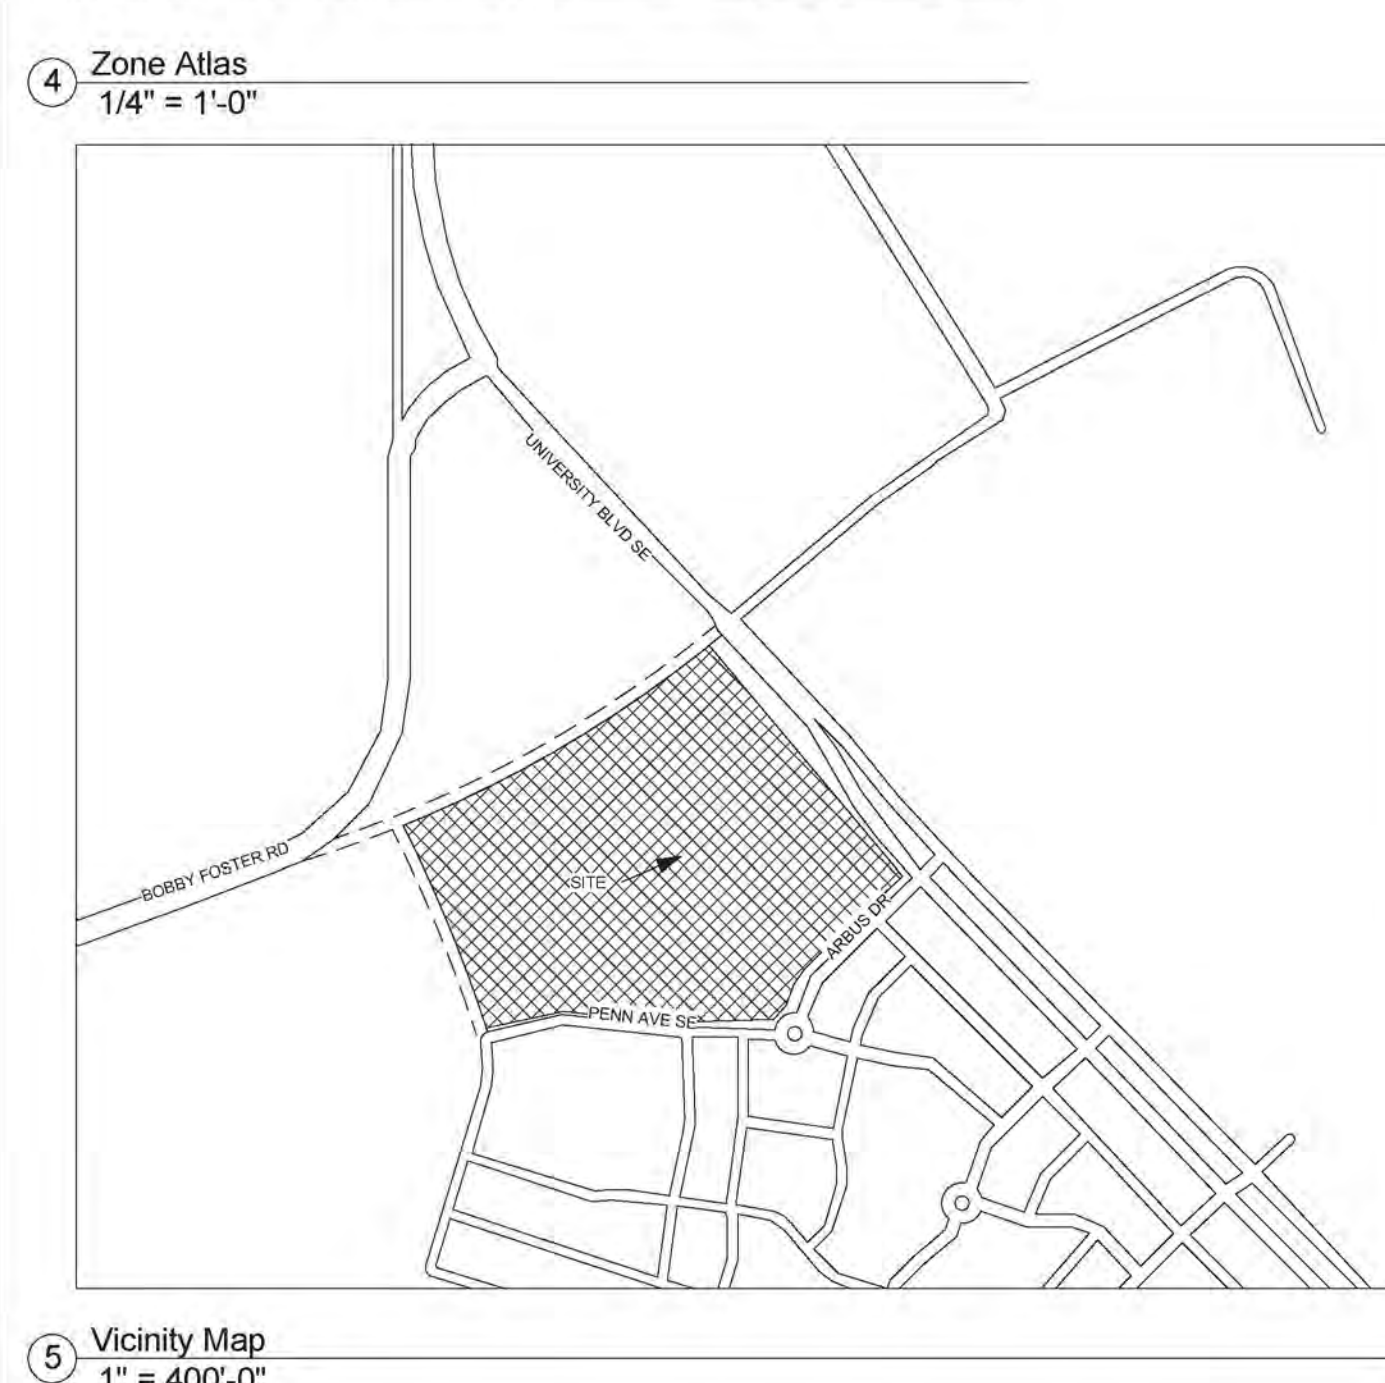 4
Zone Atlas
1/4" = 1'-0"
UNIVERSITY BLVD SE
BOBBY FOSTER RD
SITE
ARBUS DR
PENN AVE SE
5
Vicinity Map
1" = 400'-0"